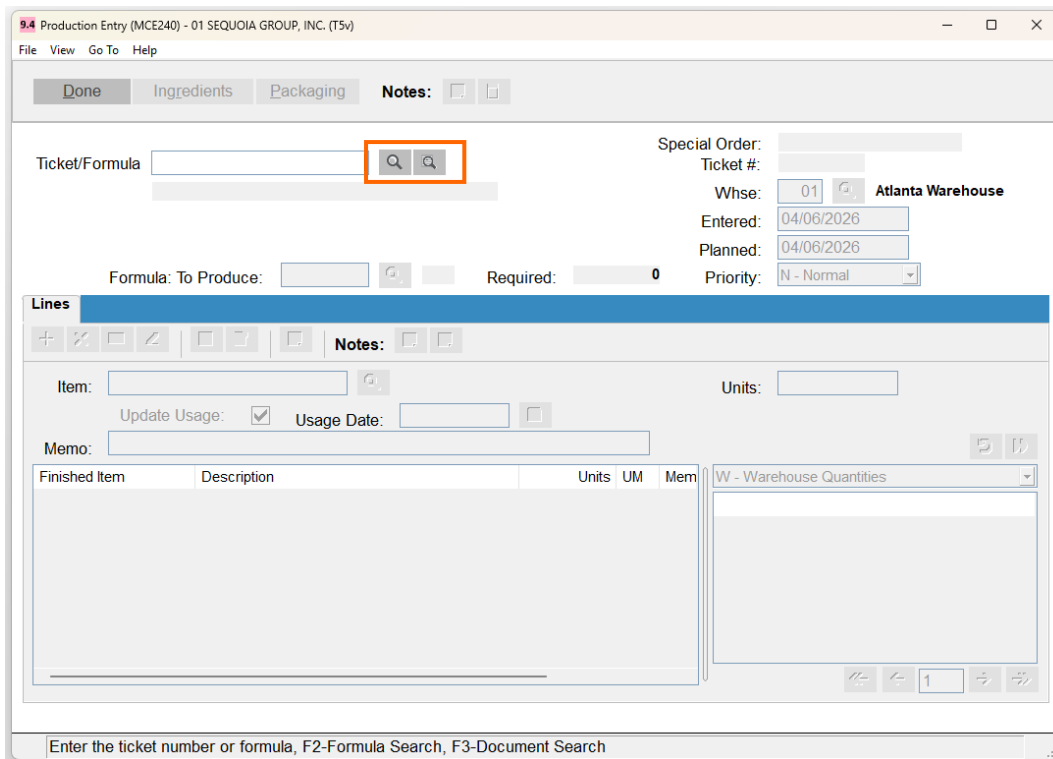 9.4 Production Entry (MCE240) - 01 SEQUOIA GROUP, INC. (T5v)
File View Go To Help
Done Ingredients Packaging Notes:
Special Order:
Ticket/Formula
Ticket #:
Whse: 01 Atlanta Warehouse
Entered: 04/06/2026
Planned: 04/06/2026
Formula: To Produce: Required: 0 Priority: N - Normal
Lines
Notes:
Item: Units:
Update Usage: Usage Date:
Memo:
Finished Item Description Units UM Mem W - Warehouse Quantities
1
Enter the ticket number or formula, F2-Formula Search, F3-Document Search